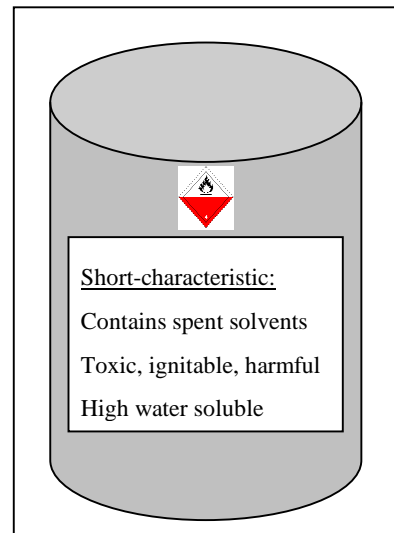 Short-characteristic:
Contains spent solvents
Toxic, ignitable, harmful
High water soluble